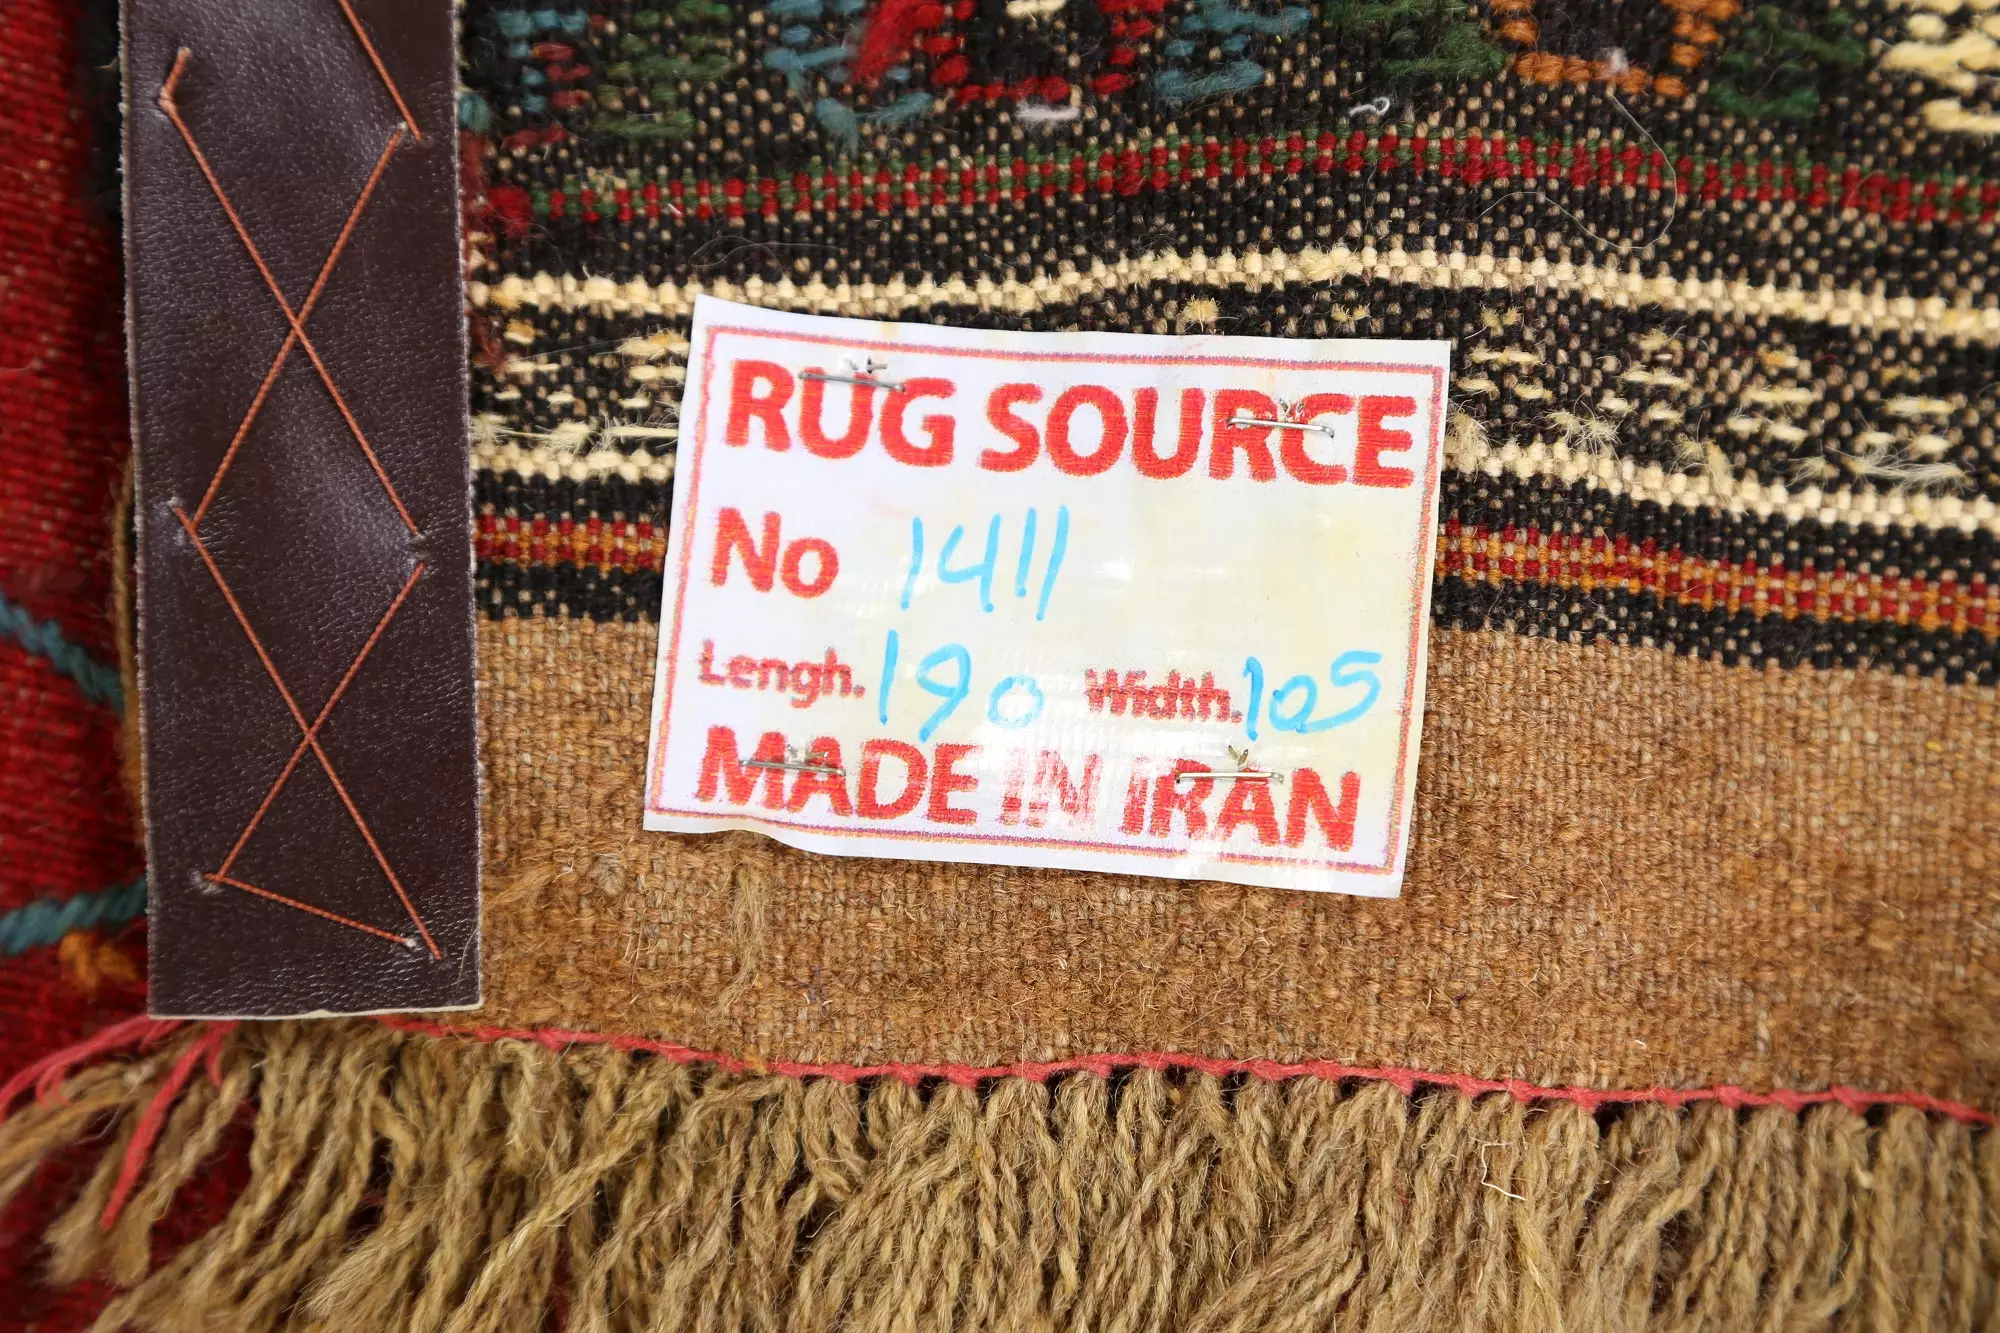 RUG SOURCE
No 1411
Lengh. 190 Width. 105
MADE IN IRAN